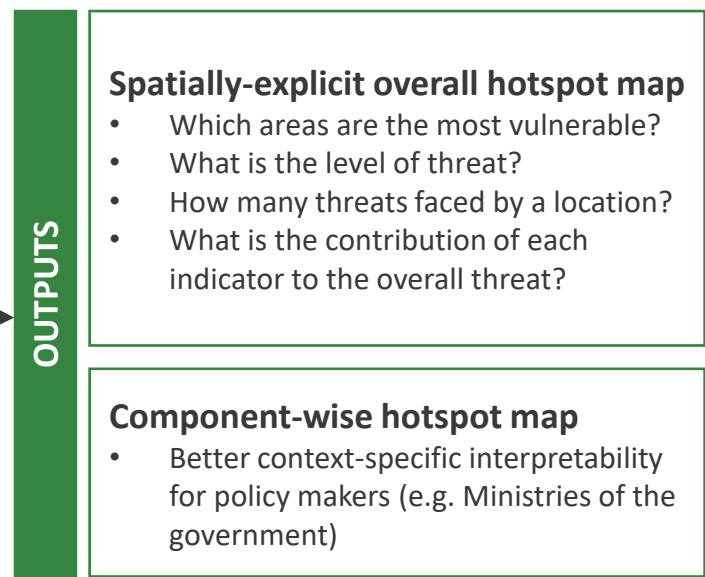 OUTPUTS
Spatially-explicit overall hotspot map
• Which areas are the most vulnerable?
• What is the level of threat?
• How many threats faced by a location?
• What is the contribution of each
indicator to the overall threat?
Component-wise hotspot map
• Better context-specific interpretability
for policy makers (e.g. Ministries of the
government)